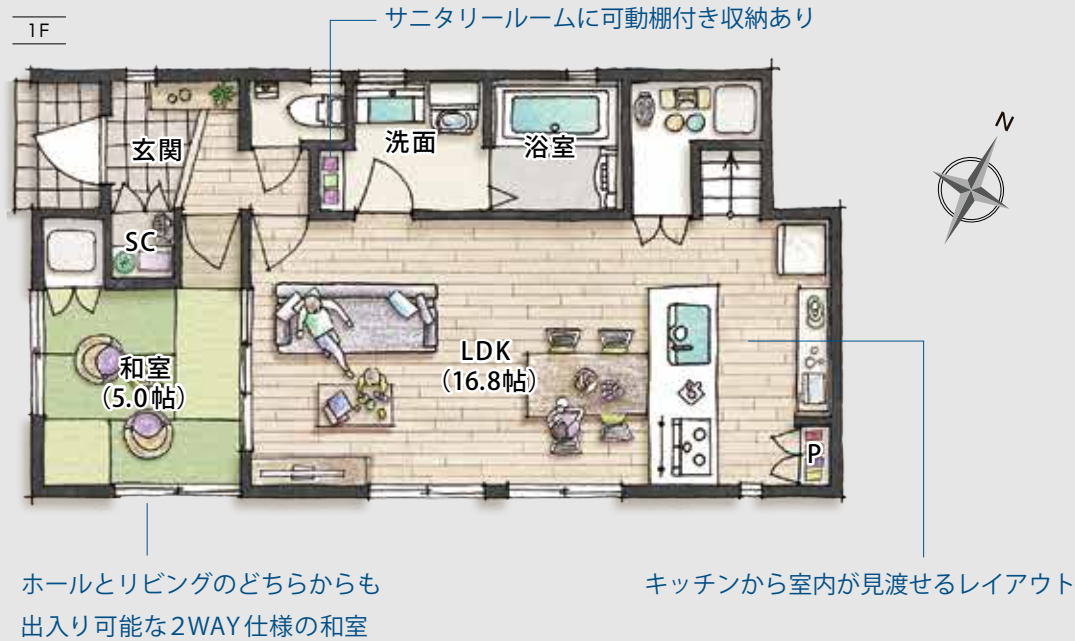 サニタリールームに可動棚付き収納あり
1F
N
玄関
洗面
浴室
SC
和室
(5.0帖)
LDK
(16.8帖)
P
ホールとリビングのどちらからも
出入り可能な2WAY仕様の和室
キッチンから室内が見渡せるレイアウト